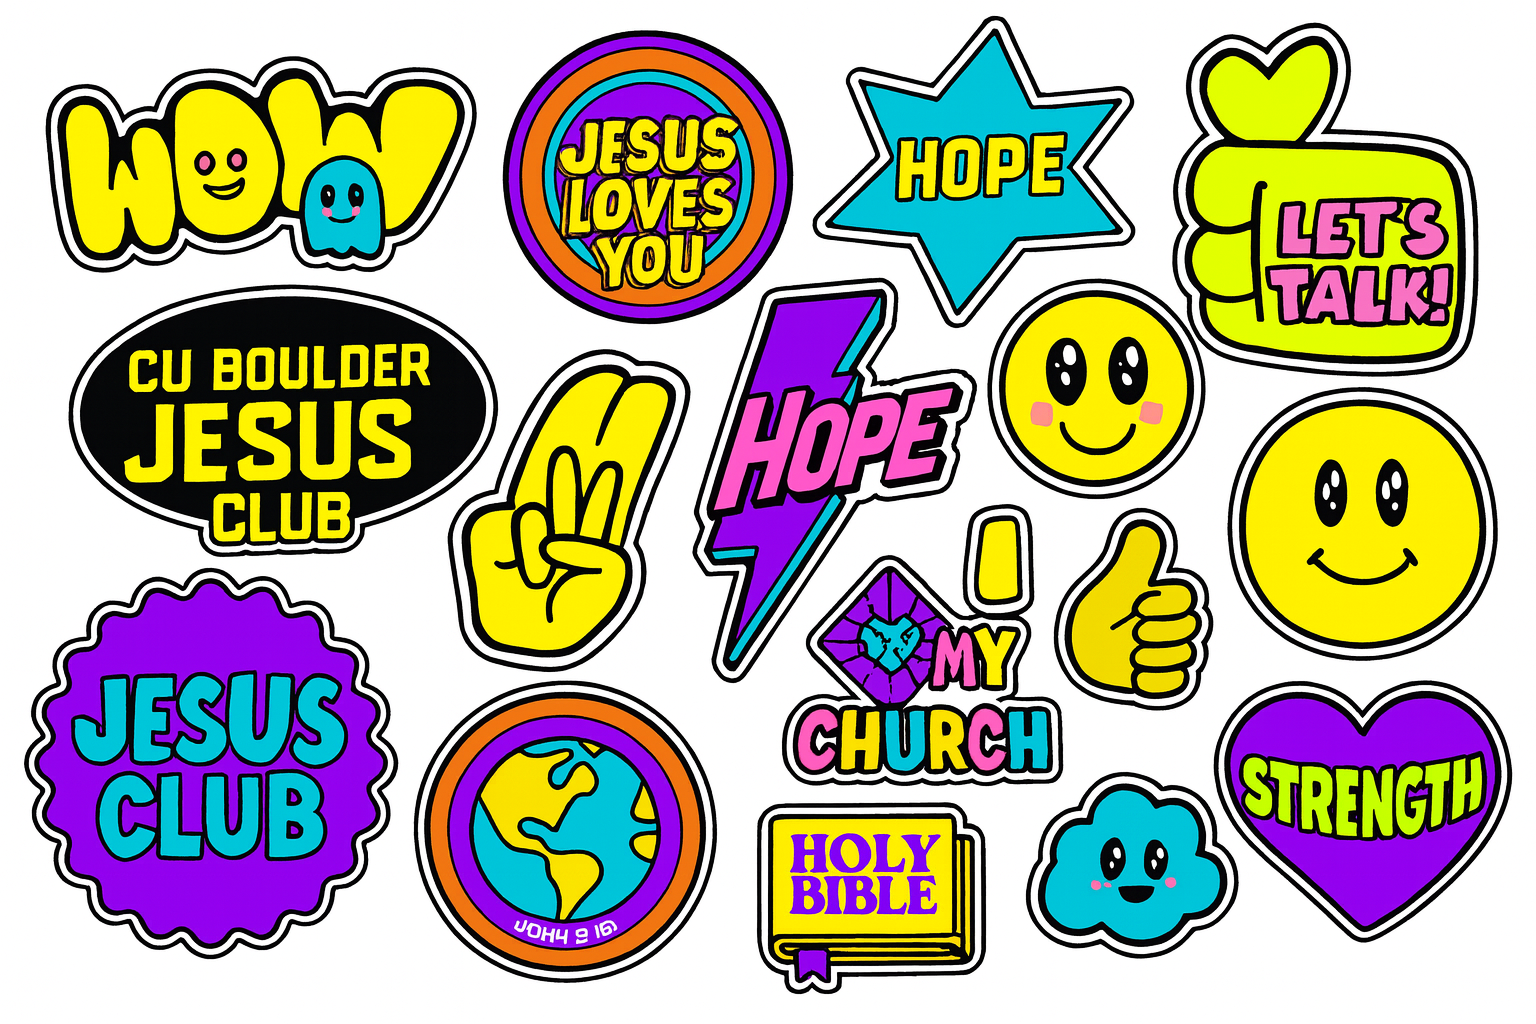 WOW
JESUS
LOVES
YOU
HOPE
LET'S
TALK!
CU BOULDER
JESUS
CLUB
HOPE
MY
CHURCH
JESUS
CLUB
HOLY
BIBLE
STRENGTH